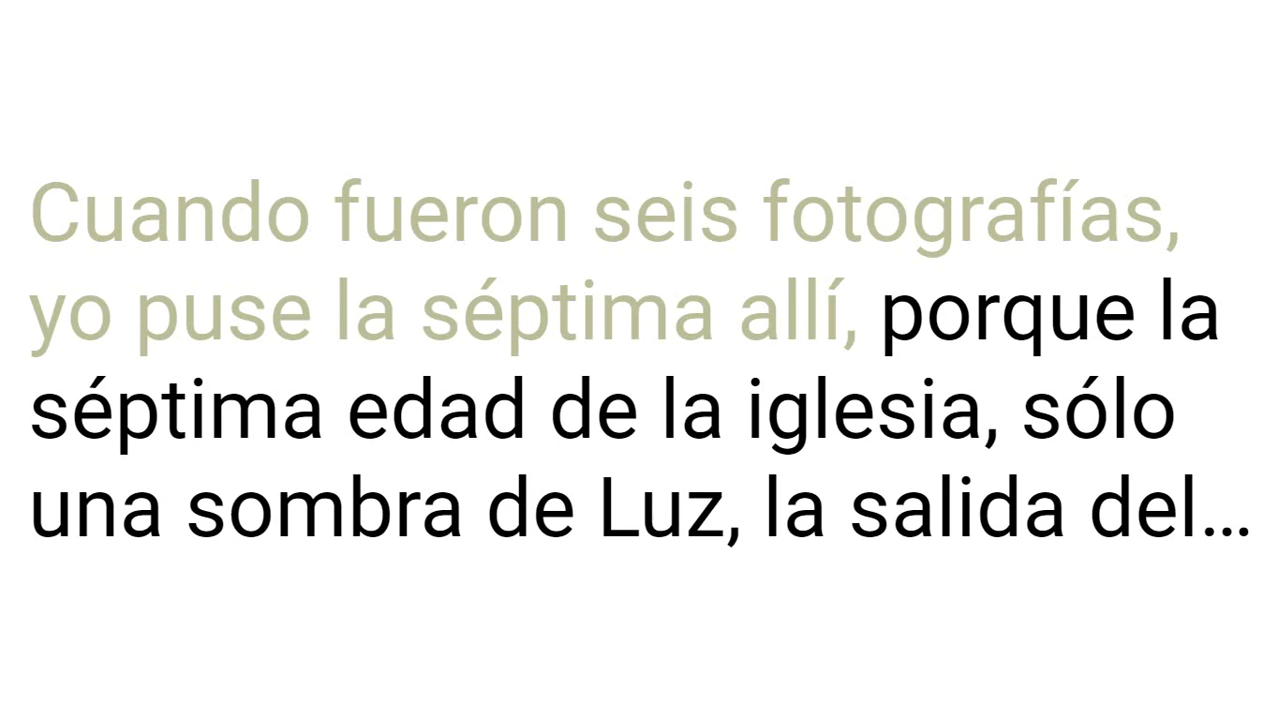 Cuando fueron seis fotografías,
yo puse la séptima allí, porque la
séptima edad de la iglesia, sólo
una sombra de Luz, la salida del…